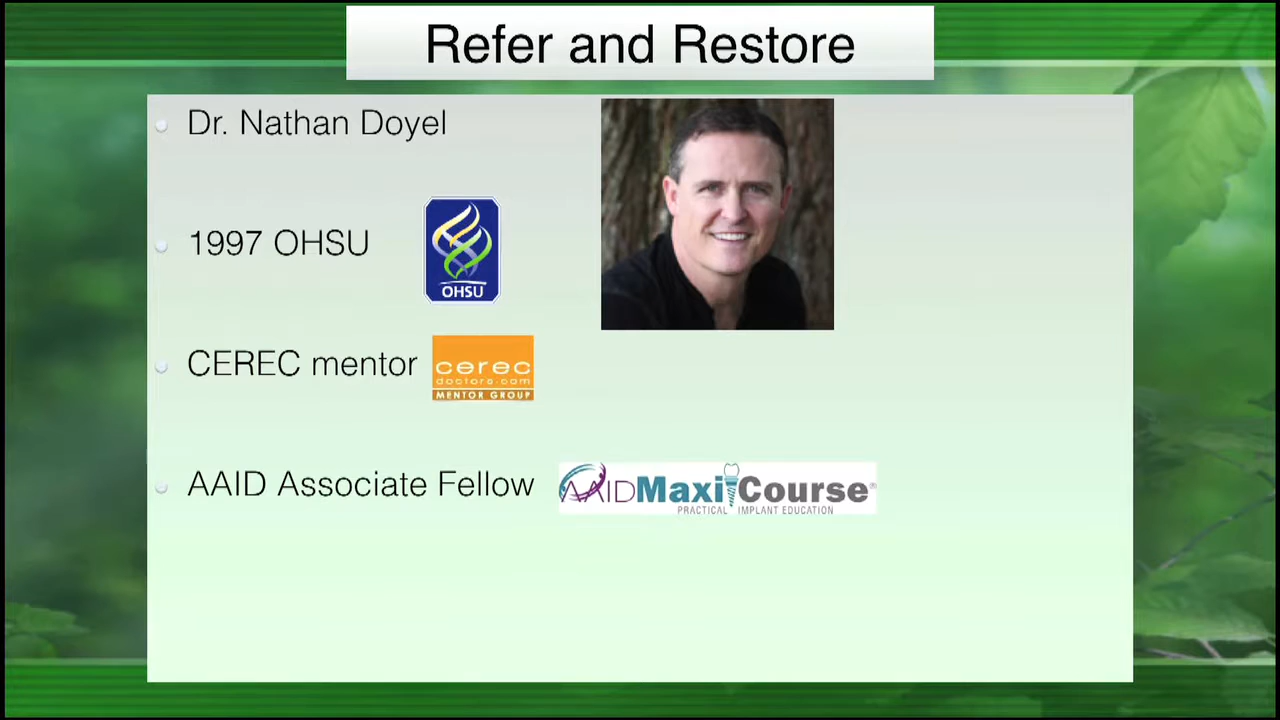 Refer and Restore
Dr. Nathan Doyel
1997 OHSU
OHSU
CEREC mentor
cerec
doctors.com
MENTOR GROUP
AAID Associate Fellow
AAIDMaxiCourse®
PRACTICAL IMPLANT EDUCATION